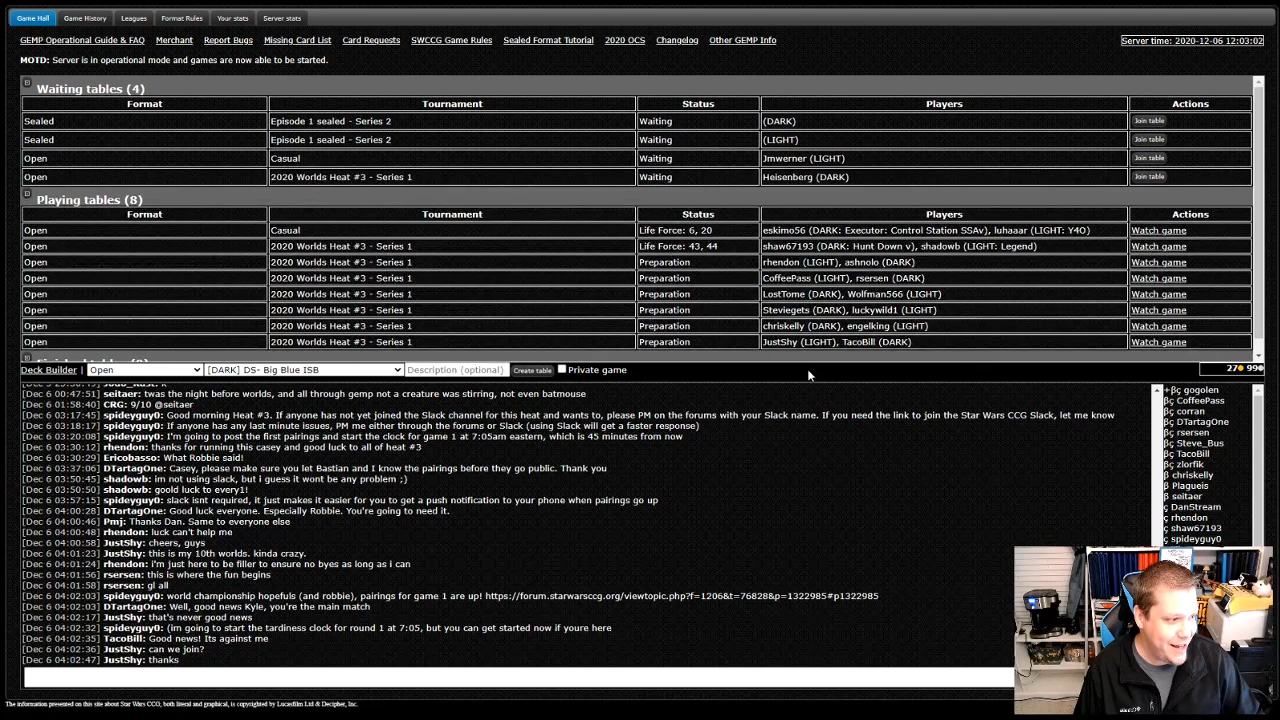 Game Hall Game History Leagues Format Rules Your stats Server stats
GEMP Operational Guide & FAQ Merchant Report Bugs Missing Card List Card Requests SWCCG Game Rules Sealed Format Tutorial 2020 OCS Changelog Other GEMP Info Server time: 2020-12-06 12:03:02
MOTD: Server is in operational mode and games are now able to be started.
Waiting tables (4)
Format Tournament Status Players Actions
Sealed Episode 1 sealed - Series 2 Waiting (DARK) Join table
Sealed Episode 1 sealed - Series 2 Waiting (LIGHT) Join table
Open Casual Waiting Jmwerner (LIGHT) Join table
Open 2020 Worlds Heat #3 - Series 1 Waiting Heisenberg (DARK) Join table
Playing tables (8)
Format Tournament Status Players Actions
Open Casual Life Force: 6, 20 eskimo56 (DARK: Executor: Control Station SSAv), luhaaar (LIGHT: Y4O) Watch game
Open 2020 Worlds Heat #3 - Series 1 Life Force: 43, 44 shaw67193 (DARK: Hunt Down v), shadowb (LIGHT: Legend) Watch game
Open 2020 Worlds Heat #3 - Series 1 Preparation rhendon (LIGHT), ashnolo (DARK) Watch game
Open 2020 Worlds Heat #3 - Series 1 Preparation CoffeePass (LIGHT), rsersen (DARK) Watch game
Open 2020 Worlds Heat #3 - Series 1 Preparation LostTome (DARK), Wolfman566 (LIGHT) Watch game
Open 2020 Worlds Heat #3 - Series 1 Preparation Steviegets (DARK), luckywild1 (LIGHT) Watch game
Open 2020 Worlds Heat #3 - Series 1 Preparation chriskelly (DARK), engelking (LIGHT) Watch game
Open 2020 Worlds Heat #3 - Series 1 Preparation JustShy (LIGHT), TacoBill (DARK) Watch game
Deck Builder Open [DARK] DS- Big Blue ISB Description (optional) Create table Private game 27 99
[Dec 6 00:47:51] seitaer: twas the night before worlds, and all through gemp not a creature was stirring, not even batmouse
[Dec 6 01:58:40] CRG: 9/10 @seitaer
[Dec 6 03:17:45] spideyguy0: Good morning Heat #3. If anyone has not yet joined the Slack channel for this heat and wants to, please PM on the forums with your Slack name. If you need the link to join the Star Wars CCG Slack, let me know
[Dec 6 03:18:17] spideyguy0: If anyone has any last minute issues, PM me either through the forums or Slack (using Slack will get a faster response)
[Dec 6 03:20:08] spideyguy0: I'm going to post the first pairings and start the clock for game 1 at 7:05am eastern, which is 45 minutes from now
[Dec 6 03:30:12] rhendon: thanks for running this casey and good luck to all of heat #3
[Dec 6 03:30:29] Ericobasso: What Robbie said!
[Dec 6 03:37:06] DTartagOne: Casey, please make sure you let Bastian and I know the pairings before they go public. Thank you
[Dec 6 03:50:45] shadowb: im not using slack, but i guess it wont be any problem ;)
[Dec 6 03:50:50] shadowb: goold luck to every1!
[Dec 6 03:57:15] spideyguy0: slack isnt required, it just makes it easier for you to get a push notification to your phone when pairings go up
[Dec 6 04:00:28] DTartagOne: Good luck everyone. Especially Robbie. You're going to need it.
[Dec 6 04:00:46] Pmj: Thanks Dan. Same to everyone else
[Dec 6 04:00:48] rhendon: luck can't help me
[Dec 6 04:00:58] JustShy: cheers, guys
[Dec 6 04:01:23] JustShy: this is my 10th worlds. kinda crazy.
[Dec 6 04:01:24] rhendon: i'm just here to be filler to ensure no byes as long as i can
[Dec 6 04:01:56] rsersen: this is where the fun begins
[Dec 6 04:01:58] rsersen: gl all
[Dec 6 04:02:03] spideyguy0: world championship hopefuls (and robbie), pairings for game 1 are up! https://forum.starwarsccg.org/viewtopic.php?f=1206&t=76828&p=1322985#p1322985
[Dec 6 04:02:03] DTartagOne: Well, good news Kyle, you're the main match
[Dec 6 04:02:17] JustShy: that's never good news
[Dec 6 04:02:32] spideyguy0: (im going to start the tardiness clock for round 1 at 7:05, but you can get started now if youre here
[Dec 6 04:02:35] TacoBill: Good news! Its against me
[Dec 6 04:02:36] JustShy: can we join?
[Dec 6 04:02:47] JustShy: thanks
+βç gogolen
βç CoffeePass
βç corran
βç DTartagOne
βç rsersen
βç Steve_Bus
βç TacoBill
βç zlorfik
β chriskelly
β Plagueis
β seitaer
ç DanStream
ç rhendon
ç shaw67193
ç spideyguy0
The information presented on this site about Star Wars CCG, both literal and graphical, is copyrighted by Lucasfilm Ltd & Decipher, Inc.